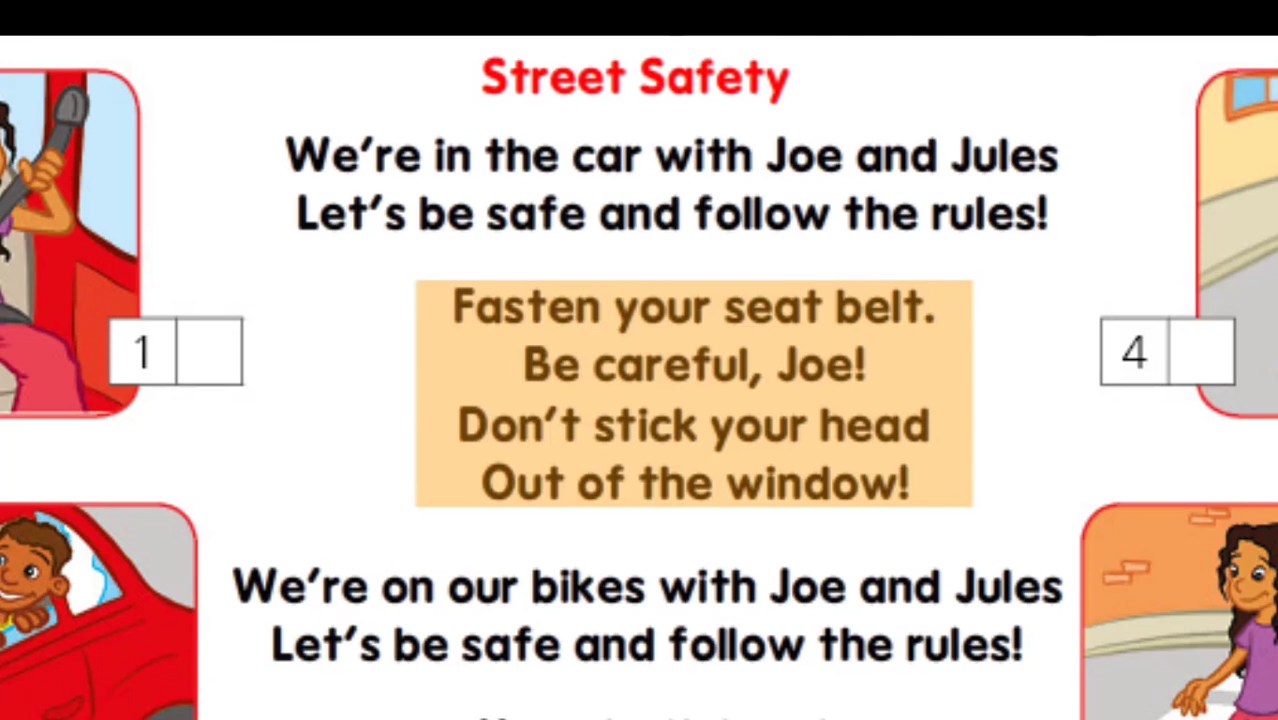 Street Safety
We're in the car with Joe and Jules
Let's be safe and follow the rules!
Fasten your seat belt.
Be careful, Joe!
Don't stick your head
Out of the window!
1
4
We're on our bikes with Joe and Jules
Let's be safe and follow the rules!